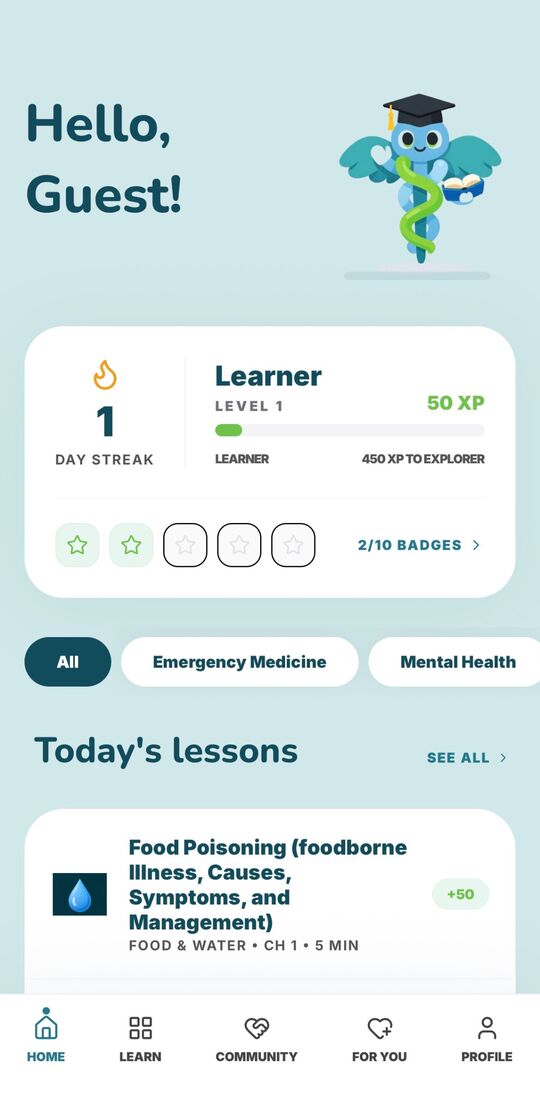 Hello,
Guest!
1
DAY STREAK
Learner
LEVEL 1
50 XP
LEARNER
450 XP TO EXPLORER
2/10 BADGES
All
Emergency Medicine
Mental Health
Today's lessons
SEE ALL
Food Poisoning (foodborne
Illness, Causes,
Symptoms, and
Management)
FOOD & WATER • CH 1 • 5 MIN
+50
HOME
LEARN
COMMUNITY
FOR YOU
PROFILE